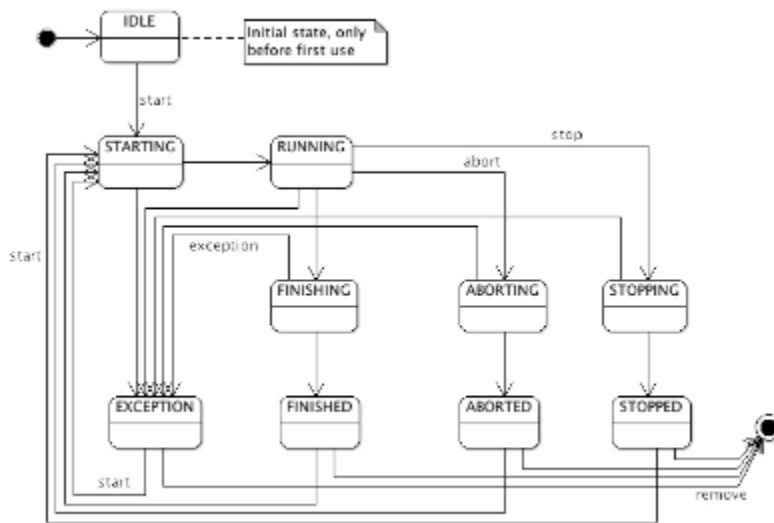 IDLE
Initial state, only
before first use
start
STARTING
RUNNING
stop
abort
start
exception
FINISHING
ABORTING
STOPPING
EXCEPTION
FINISHED
ABORTED
STOPPED
start
remove